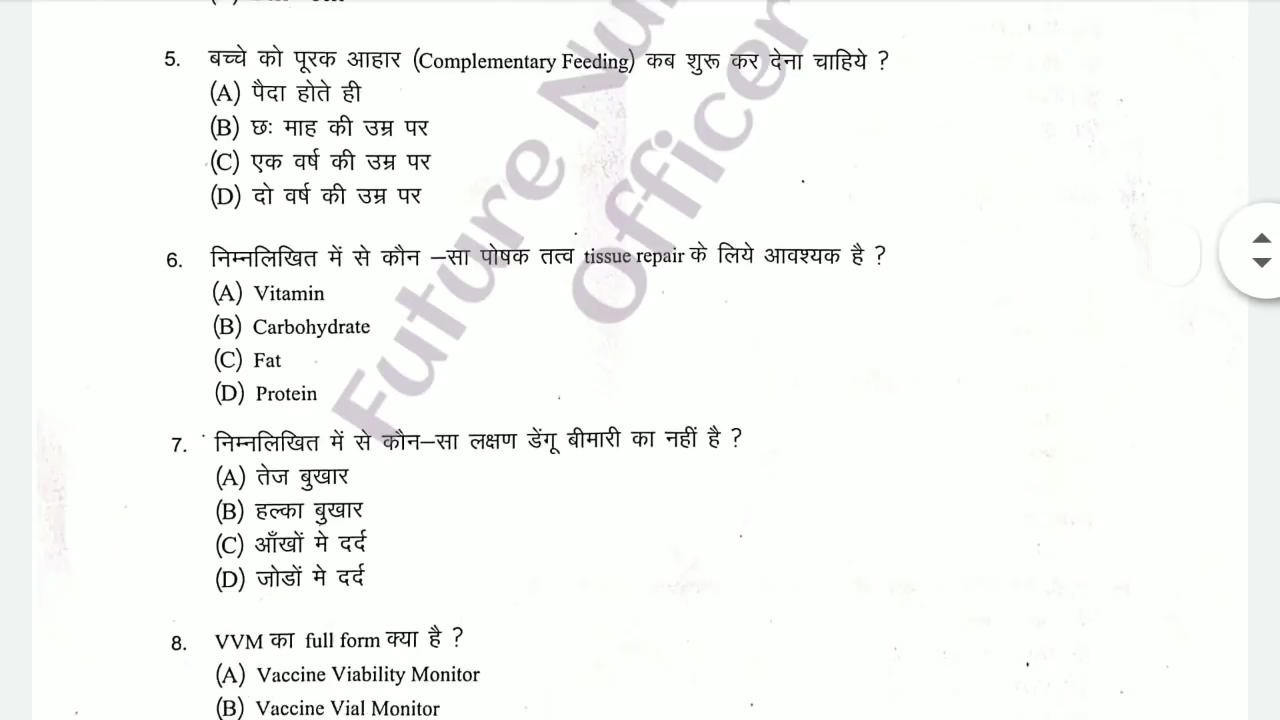 5. बच्चे को पूरक आहार (Complementary Feeding) कब शुरू कर देना चाहिये ?
(A) पैदा होते ही
(B) छः माह की उम्र पर
(C) एक वर्ष की उम्र पर
(D) दो वर्ष की उम्र पर
6. निम्नलिखित में से कौन –सा पोषक तत्व tissue repair के लिये आवश्यक है ?
(A) Vitamin
(B) Carbohydrate
(C) Fat
(D) Protein
7. निम्नलिखित में से कौन–सा लक्षण डेंगू बीमारी का नहीं है ?
(A) तेज बुखार
(B) हल्का बुखार
(C) आँखों मे दर्द
(D) जोडों मे दर्द
8. VVM का full form क्या है ?
(A) Vaccine Viability Monitor
(B) Vaccine Vial Monitor
Future
Officer